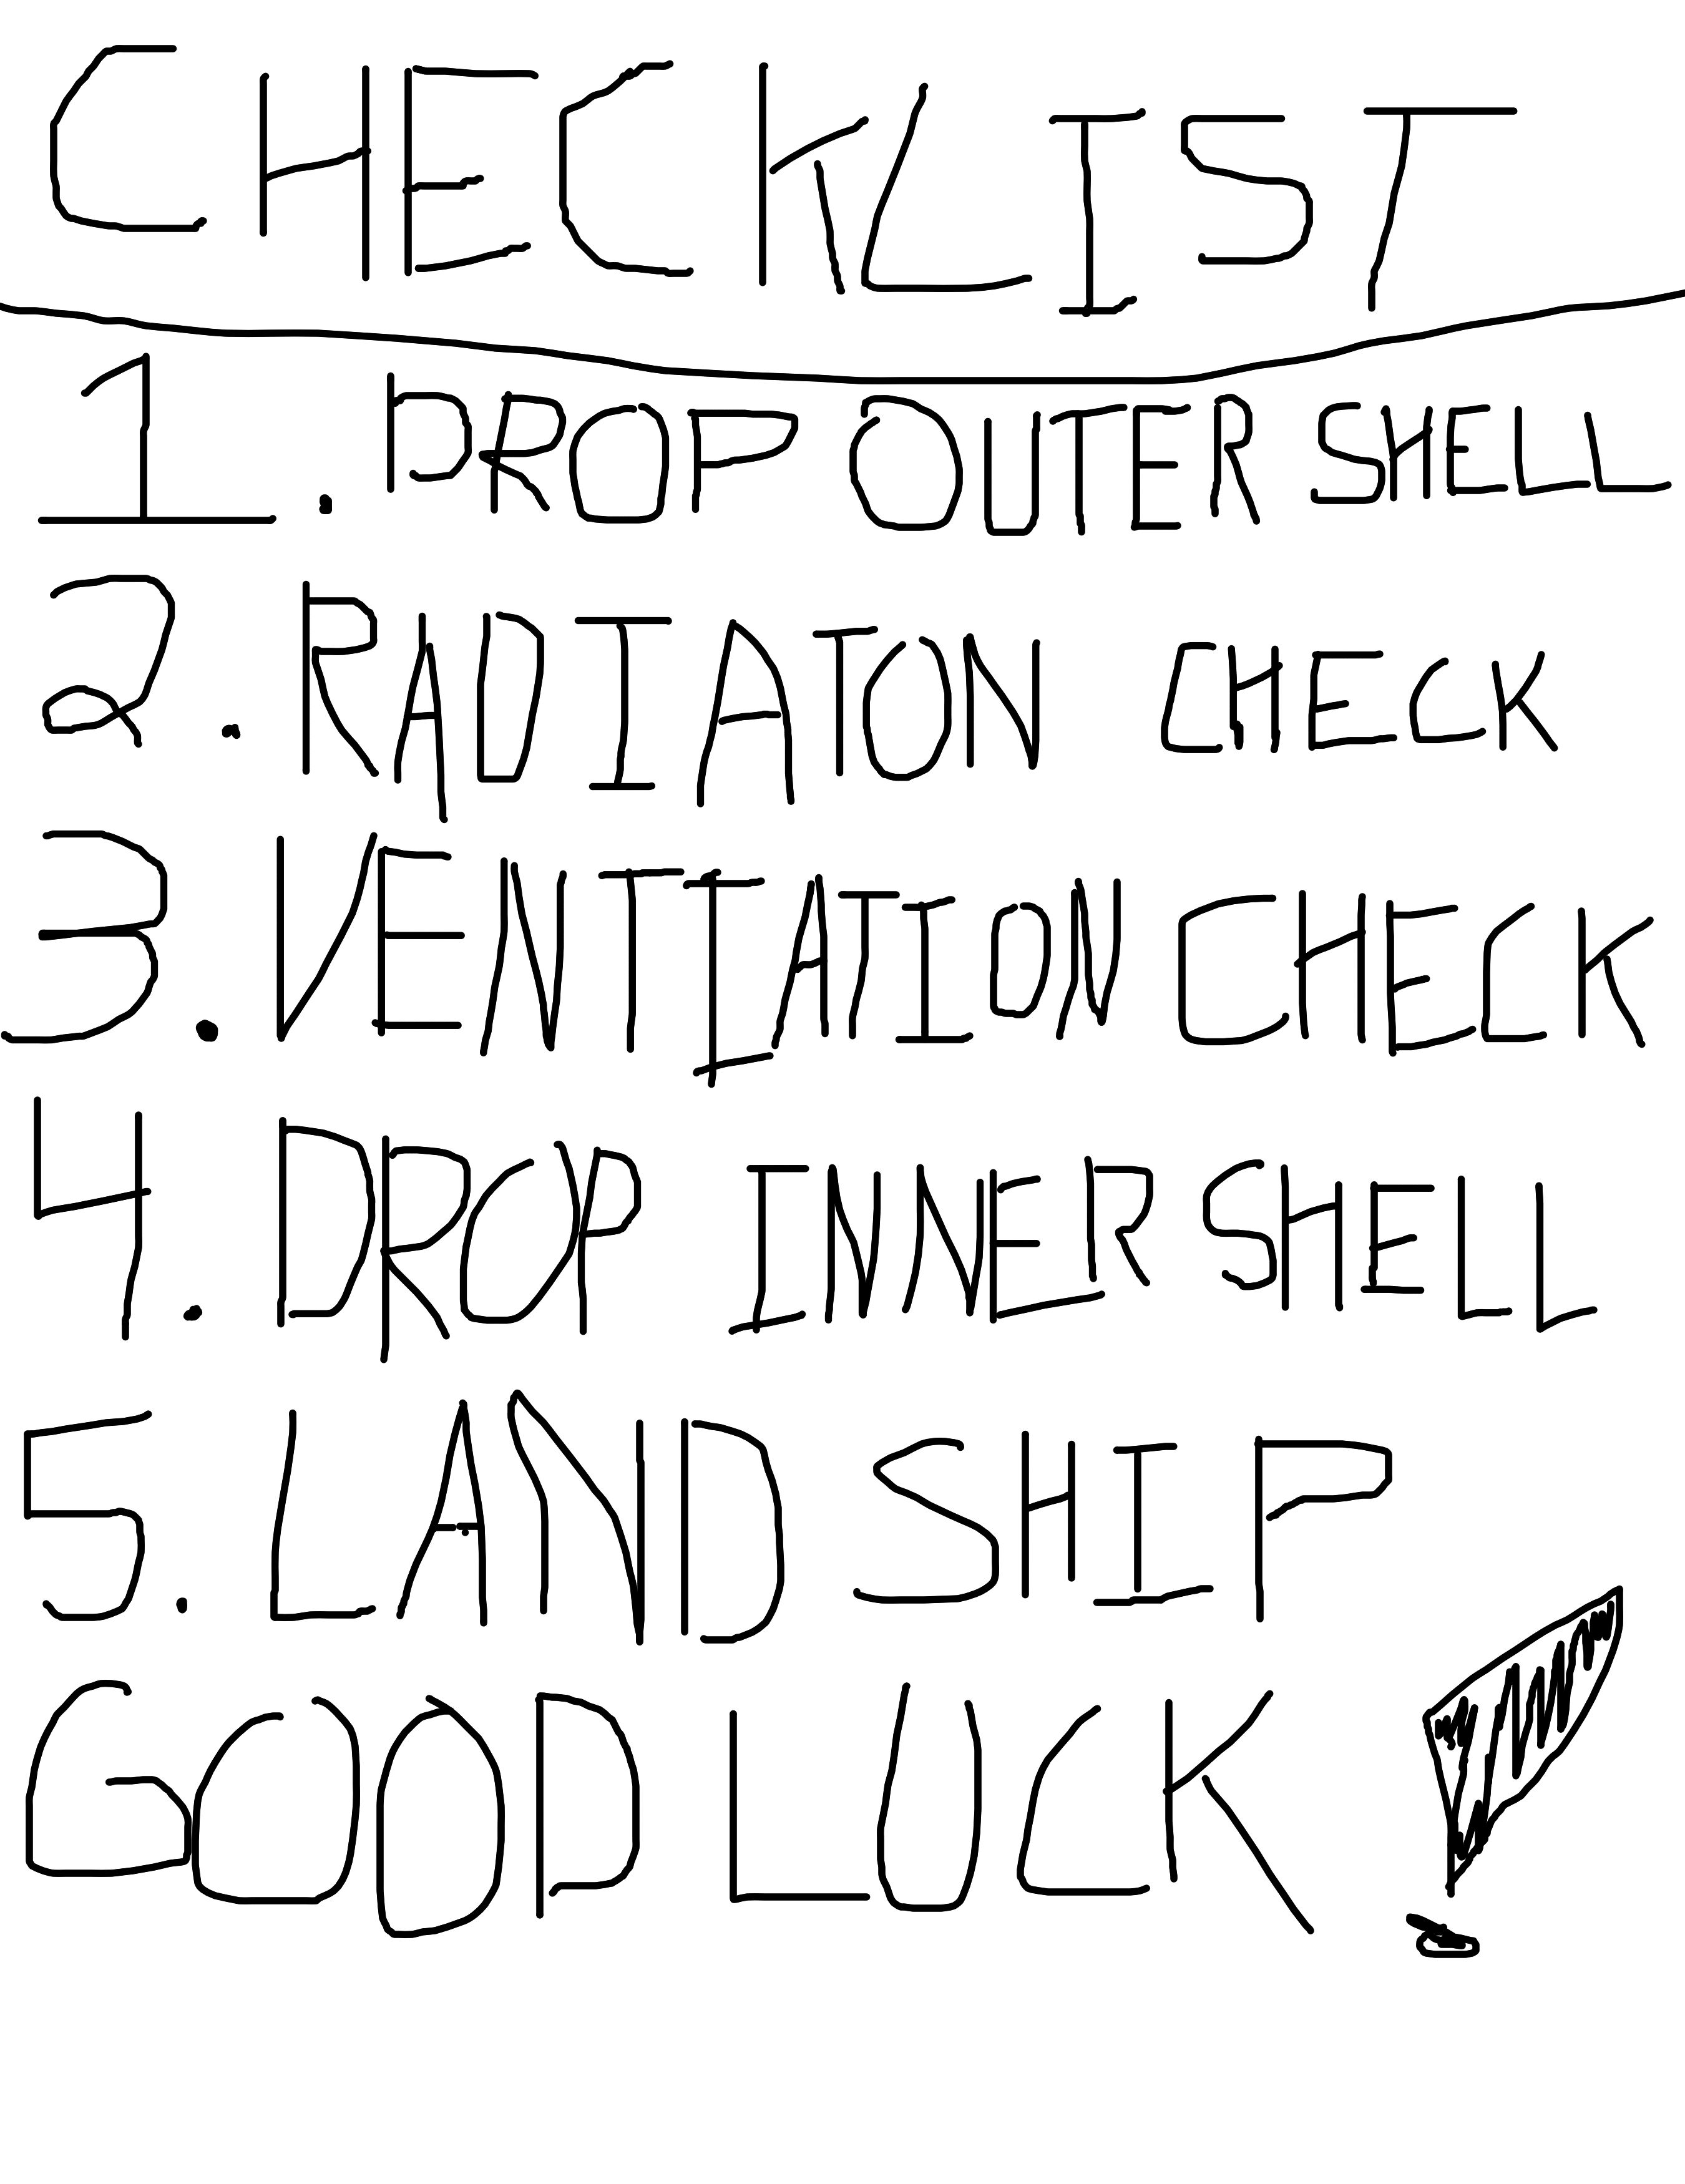 CHECKLIST
1. DROP OUTER SHELL
2. RADIATON CHECK
3. VENTIATION CHECK
4. DROP INNER SHELL
5. LAND SHIP
GOOD LUCK!